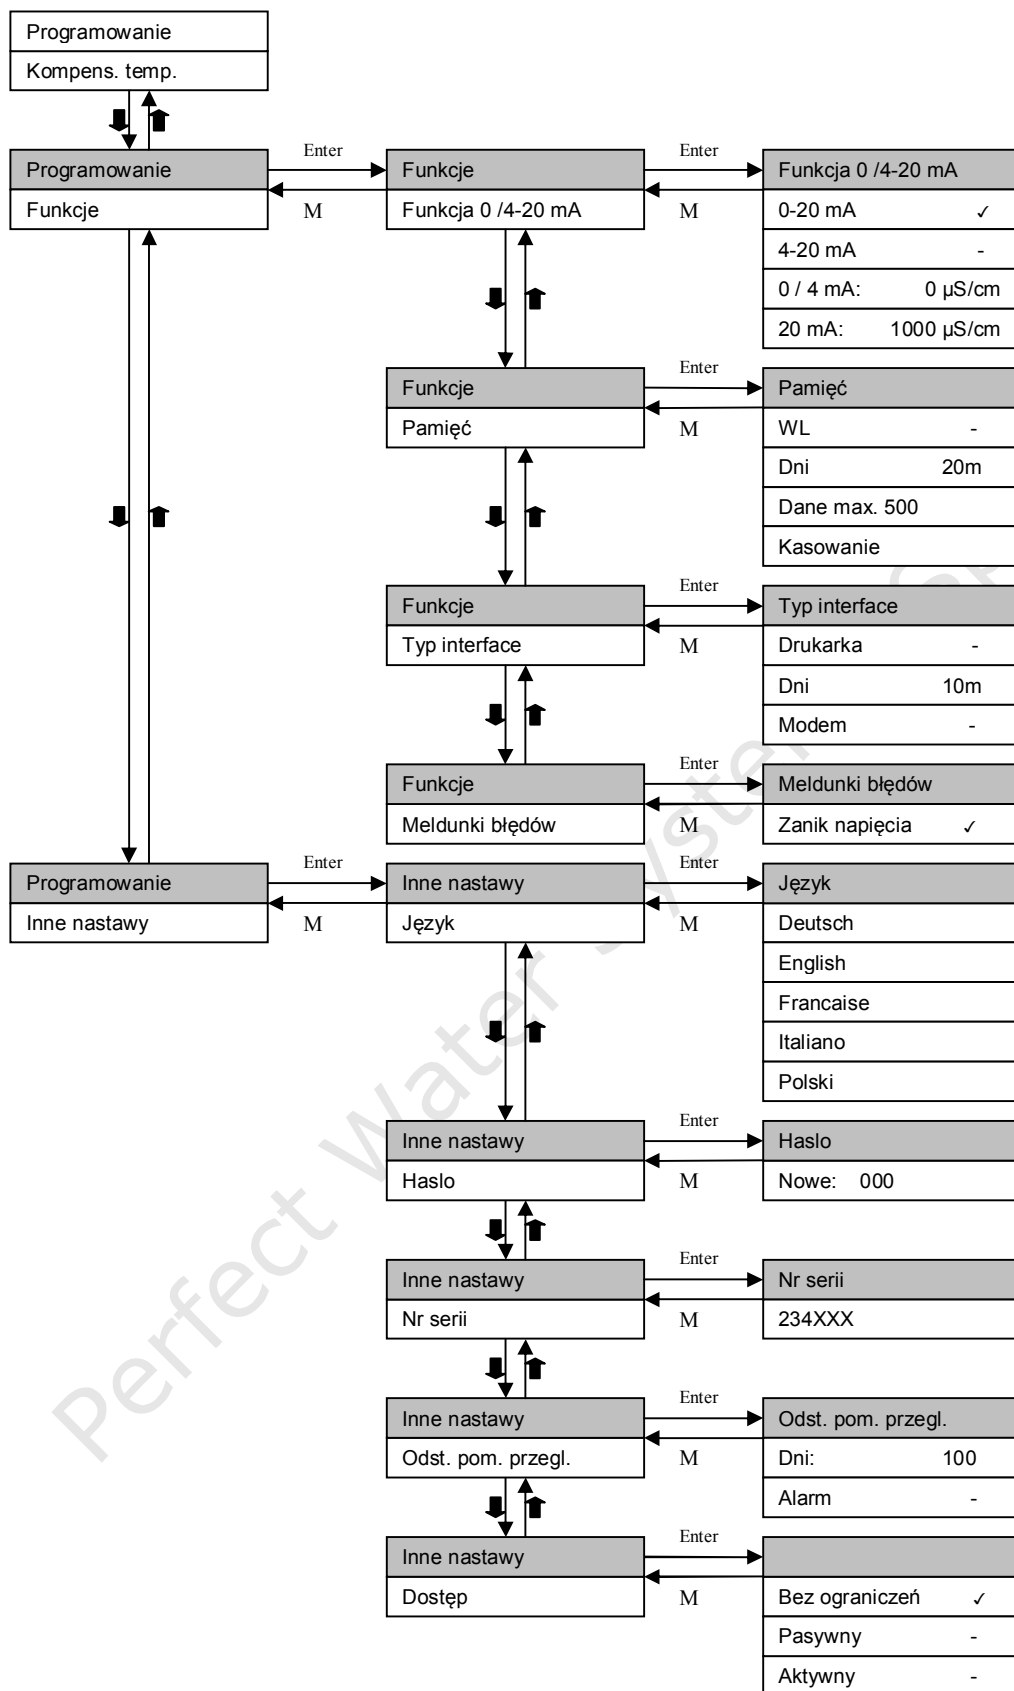 Programowanie
Kompens. temp.
Programowanie Enter Funkcje Enter Funkcja 0 /4-20 mA
Funkcje M Funkcja 0 /4-20 mA M 0-20 mA ✓
4-20 mA -
0 / 4 mA: 0 µS/cm
20 mA: 1000 µS/cm
Funkcje Enter Pamięć
Pamięć M WL -
Dni 20m
Dane max. 500
Kasowanie
Funkcje Enter Typ interface
Typ interface M Drukarka -
Dni 10m
Modem -
Funkcje Enter Meldunki błędów
Meldunki błędów M Zanik napięcia ✓
Programowanie Enter Inne nastawy Enter Język
Inne nastawy M Język M Deutsch
English
Francaise
Italiano
Polski
Inne nastawy Enter Haslo
Haslo M Nowe: 000
Inne nastawy Enter Nr serii
Nr serii M 234XXX
Inne nastawy Enter Odst. pom. przegl.
Odst. pom. przegl. M Dni: 100
Alarm -
Inne nastawy Enter
Dostęp M Bez ograniczeń ✓
Pasywny -
Aktywny -
Perfect Water